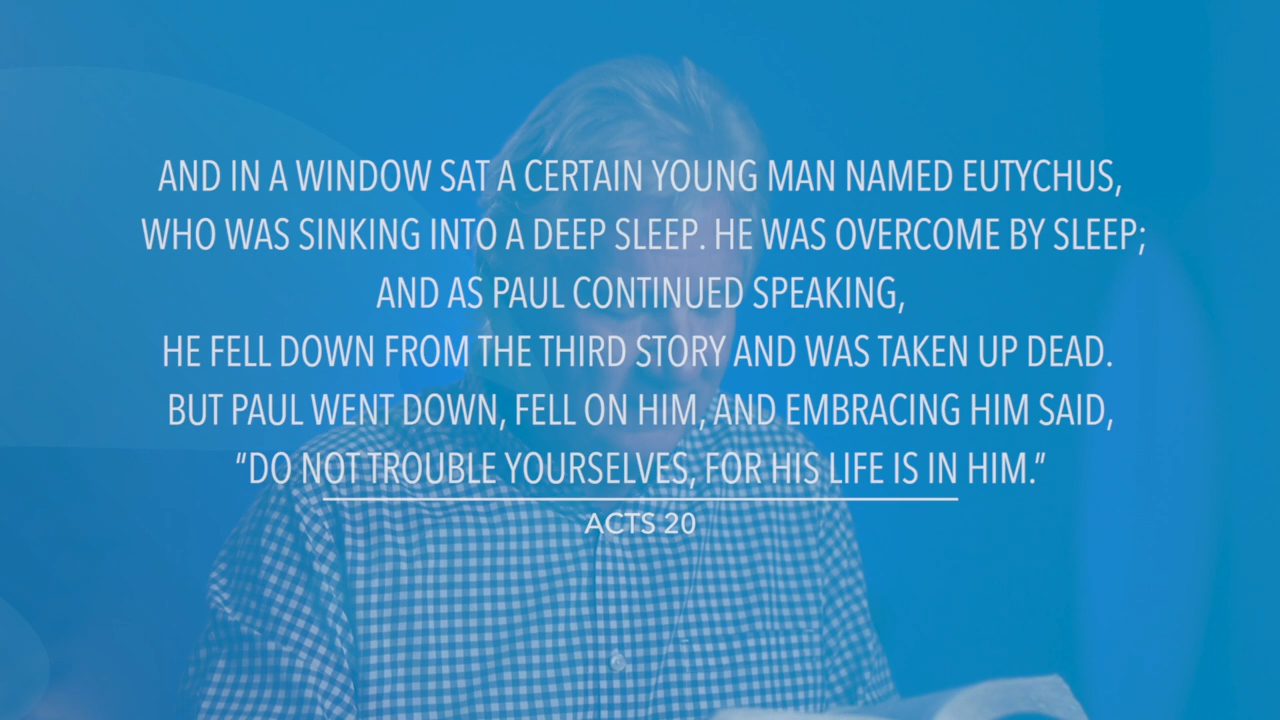 AND IN A WINDOW SAT A CERTAIN YOUNG MAN NAMED EUTYCHUS,
WHO WAS SINKING INTO A DEEP SLEEP. HE WAS OVERCOME BY SLEEP;
AND AS PAUL CONTINUED SPEAKING,
HE FELL DOWN FROM THE THIRD STORY AND WAS TAKEN UP DEAD.
BUT PAUL WENT DOWN, FELL ON HIM, AND EMBRACING HIM SAID,
“DO NOT TROUBLE YOURSELVES, FOR HIS LIFE IS IN HIM.”
ACTS 20